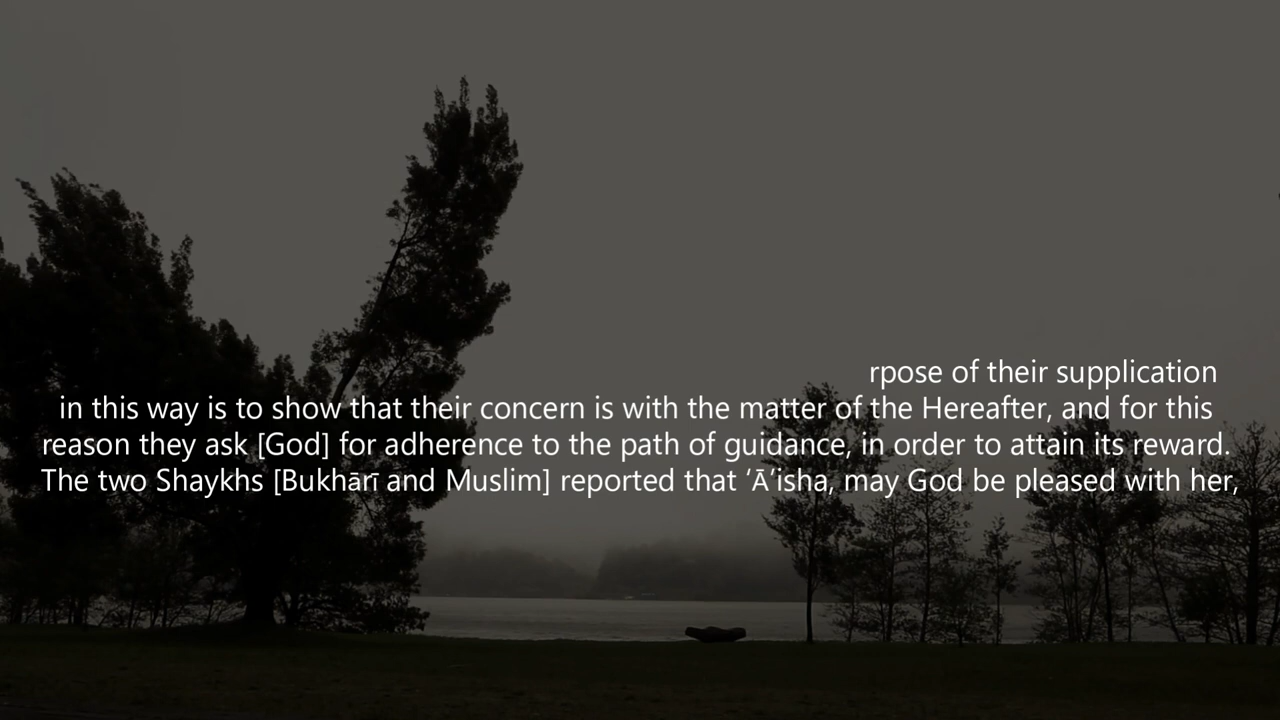 rpose of their supplication
in this way is to show that their concern is with the matter of the Hereafter, and for this
reason they ask [God] for adherence to the path of guidance, in order to attain its reward.
The two Shaykhs [Bukhārī and Muslim] reported that ‘Ā’isha, may God be pleased with her,